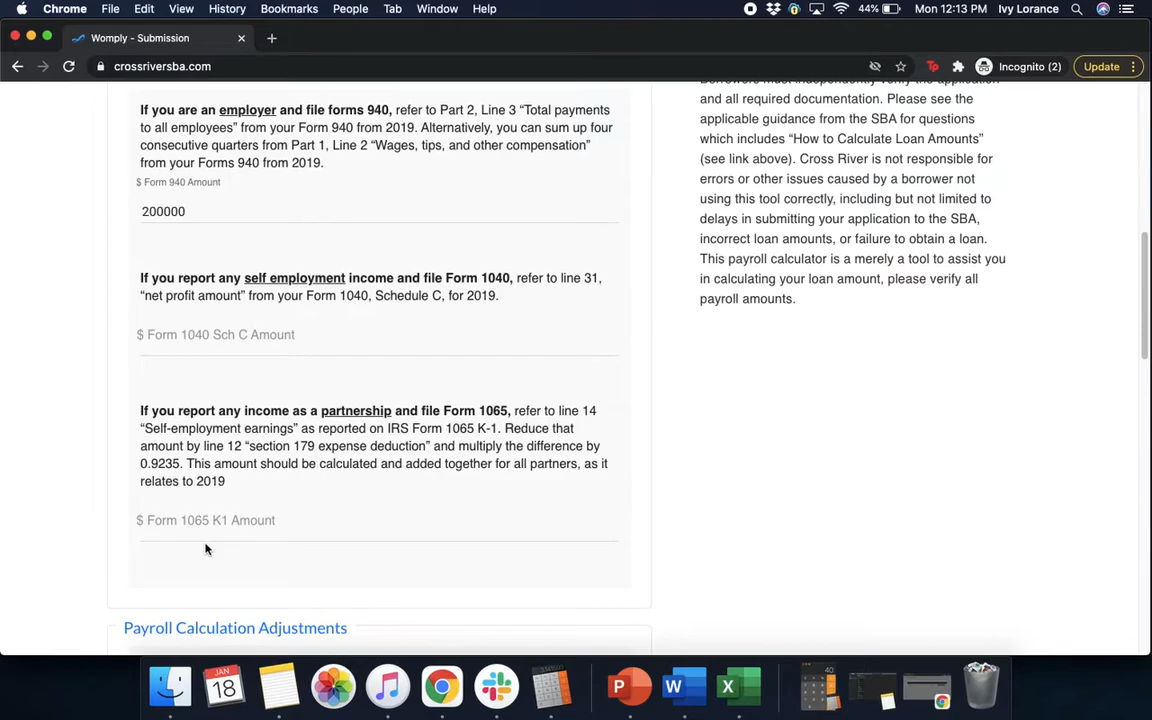 Chrome File Edit View History Bookmarks People Tab Window Help 44% Mon 12:13 PM Ivy Lorance
Womply - Submission
crossriversba.com Incognito (2) Update
If you are an employer and file forms 940, refer to Part 2, Line 3 “Total payments
to all employees” from your Form 940 from 2019. Alternatively, you can sum up four
consecutive quarters from Part 1, Line 2 “Wages, tips, and other compensation”
from your Forms 940 from 2019.
$ Form 940 Amount
200000
If you report any self employment income and file Form 1040, refer to line 31,
“net profit amount” from your Form 1040, Schedule C, for 2019.
$ Form 1040 Sch C Amount
If you report any income as a partnership and file Form 1065, refer to line 14
“Self-employment earnings” as reported on IRS Form 1065 K-1. Reduce that
amount by line 12 “section 179 expense deduction” and multiply the difference by
0.9235. This amount should be calculated and added together for all partners, as it
relates to 2019
$ Form 1065 K1 Amount
Payroll Calculation Adjustments
Borrowers must independently verify the application
and all required documentation. Please see the
applicable guidance from the SBA for questions
which includes “How to Calculate Loan Amounts”
(see link above). Cross River is not responsible for
errors or other issues caused by a borrower not
using this tool correctly, including but not limited to
delays in submitting your application to the SBA,
incorrect loan amounts, or failure to obtain a loan.
This payroll calculator is a merely a tool to assist you
in calculating your loan amount, please verify all
payroll amounts.
JAN
18
P W X
40